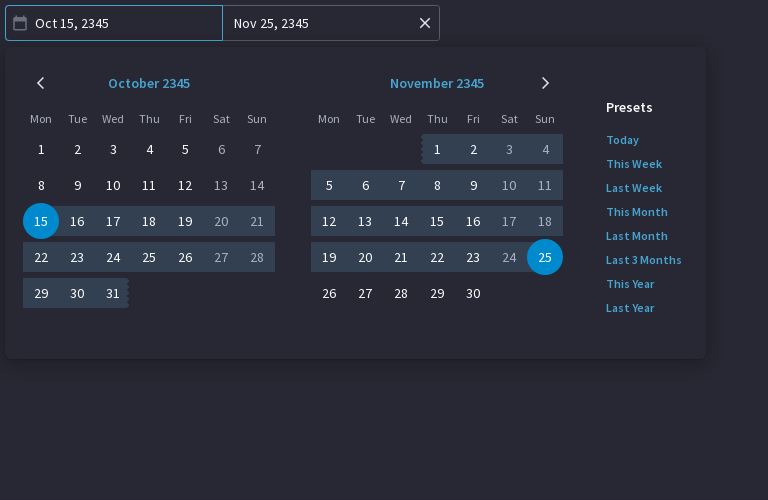 Oct 15, 2345 Nov 25, 2345
October 2345
Mon Tue Wed Thu Fri Sat Sun
1 2 3 4 5 6 7
8 9 10 11 12 13 14
15 16 17 18 19 20 21
22 23 24 25 26 27 28
29 30 31
November 2345
Mon Tue Wed Thu Fri Sat Sun
1 2 3 4
5 6 7 8 9 10 11
12 13 14 15 16 17 18
19 20 21 22 23 24 25
26 27 28 29 30
Presets
Today
This Week
Last Week
This Month
Last Month
Last 3 Months
This Year
Last Year